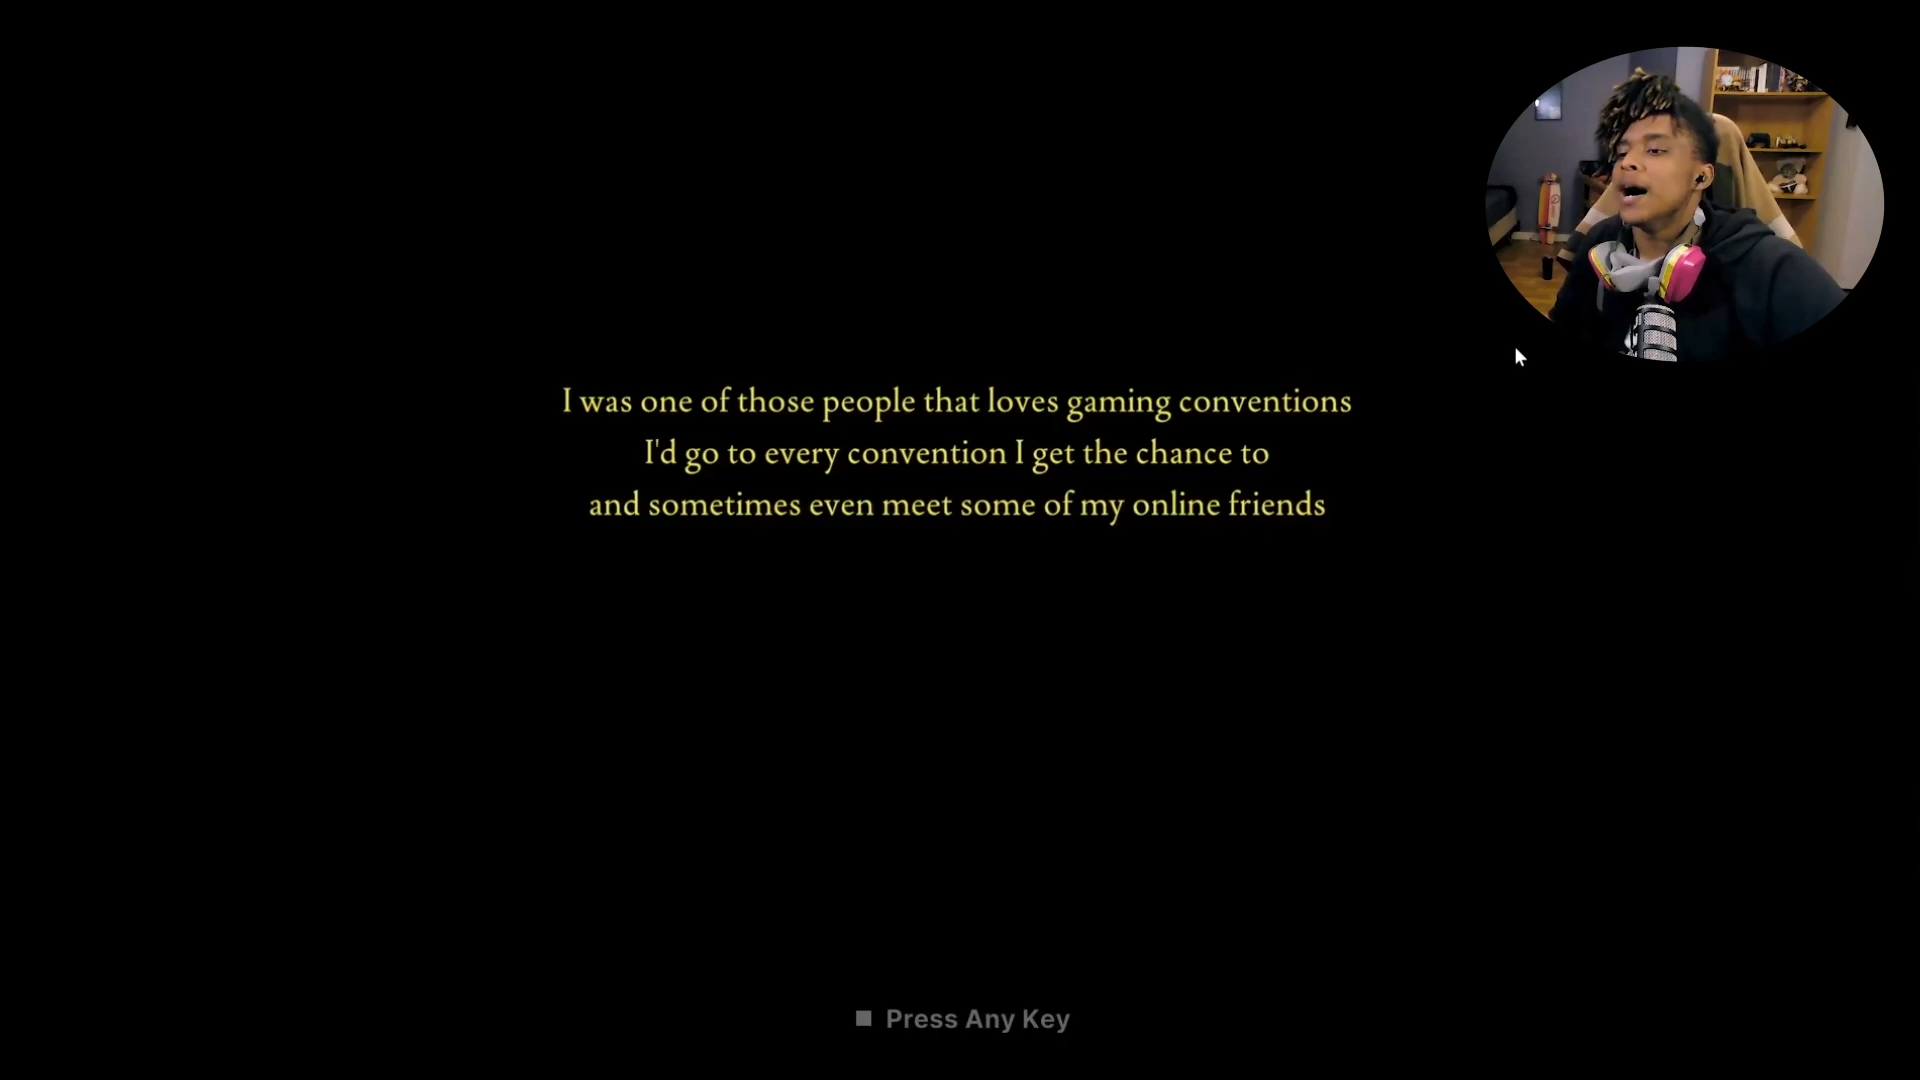 I was one of those people that loves gaming conventions
I'd go to every convention I get the chance to
and sometimes even meet some of my online friends
Press Any Key